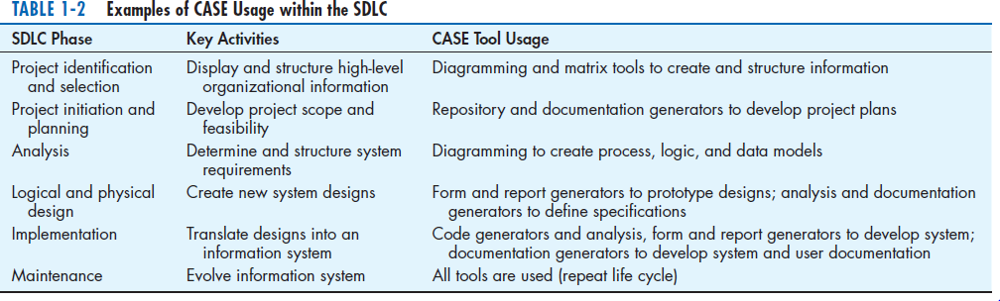 TABLE 1-2 Examples of CASE Usage within the SDLC
SDLC Phase Key Activities CASE Tool Usage
Project identification Display and structure high-level Diagramming and matrix tools to create and structure information
and selection organizational information
Project initiation and Develop project scope and Repository and documentation generators to develop project plans
planning feasibility
Analysis Determine and structure system Diagramming to create process, logic, and data models
requirements
Logical and physical Create new system designs Form and report generators to prototype designs; analysis and documentation
design generators to define specifications
Implementation Translate designs into an Code generators and analysis, form and report generators to develop system;
information system documentation generators to develop system and user documentation
Maintenance Evolve information system All tools are used (repeat life cycle)